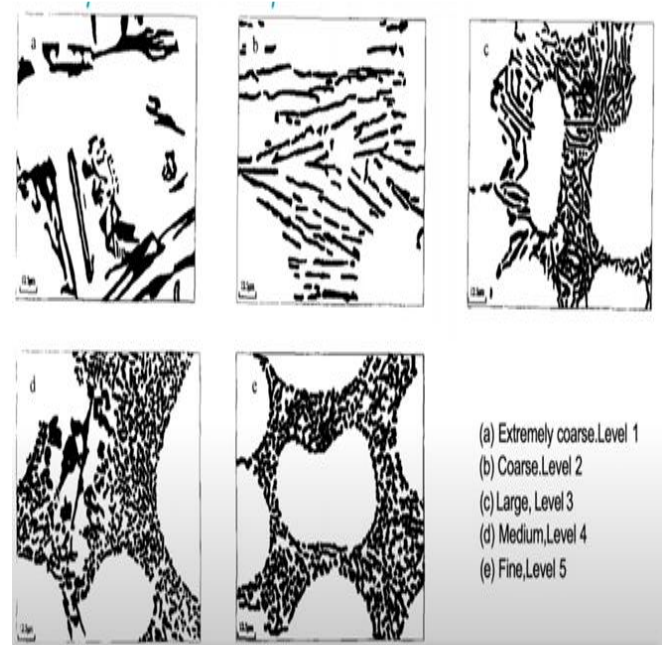 a
b
c
d
e
(a) Extremely coarse.Level 1
(b) Coarse.Level 2
(c) Large, Level 3
(d) Medium,Level 4
(e) Fine,Level 5